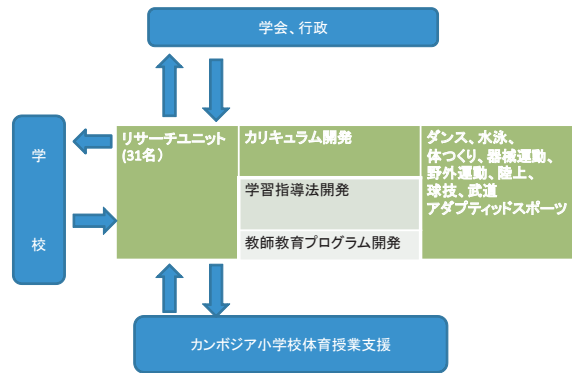 学会、行政
学
校
リサーチユニット
(31名)
カリキュラム開発
学習指導法開発
教師教育プログラム開発
ダンス、水泳、
体つくり、器械運動、
野外運動、陸上、
球技、武道
アダプティッドスポーツ
カンボジア小学校体育授業支援